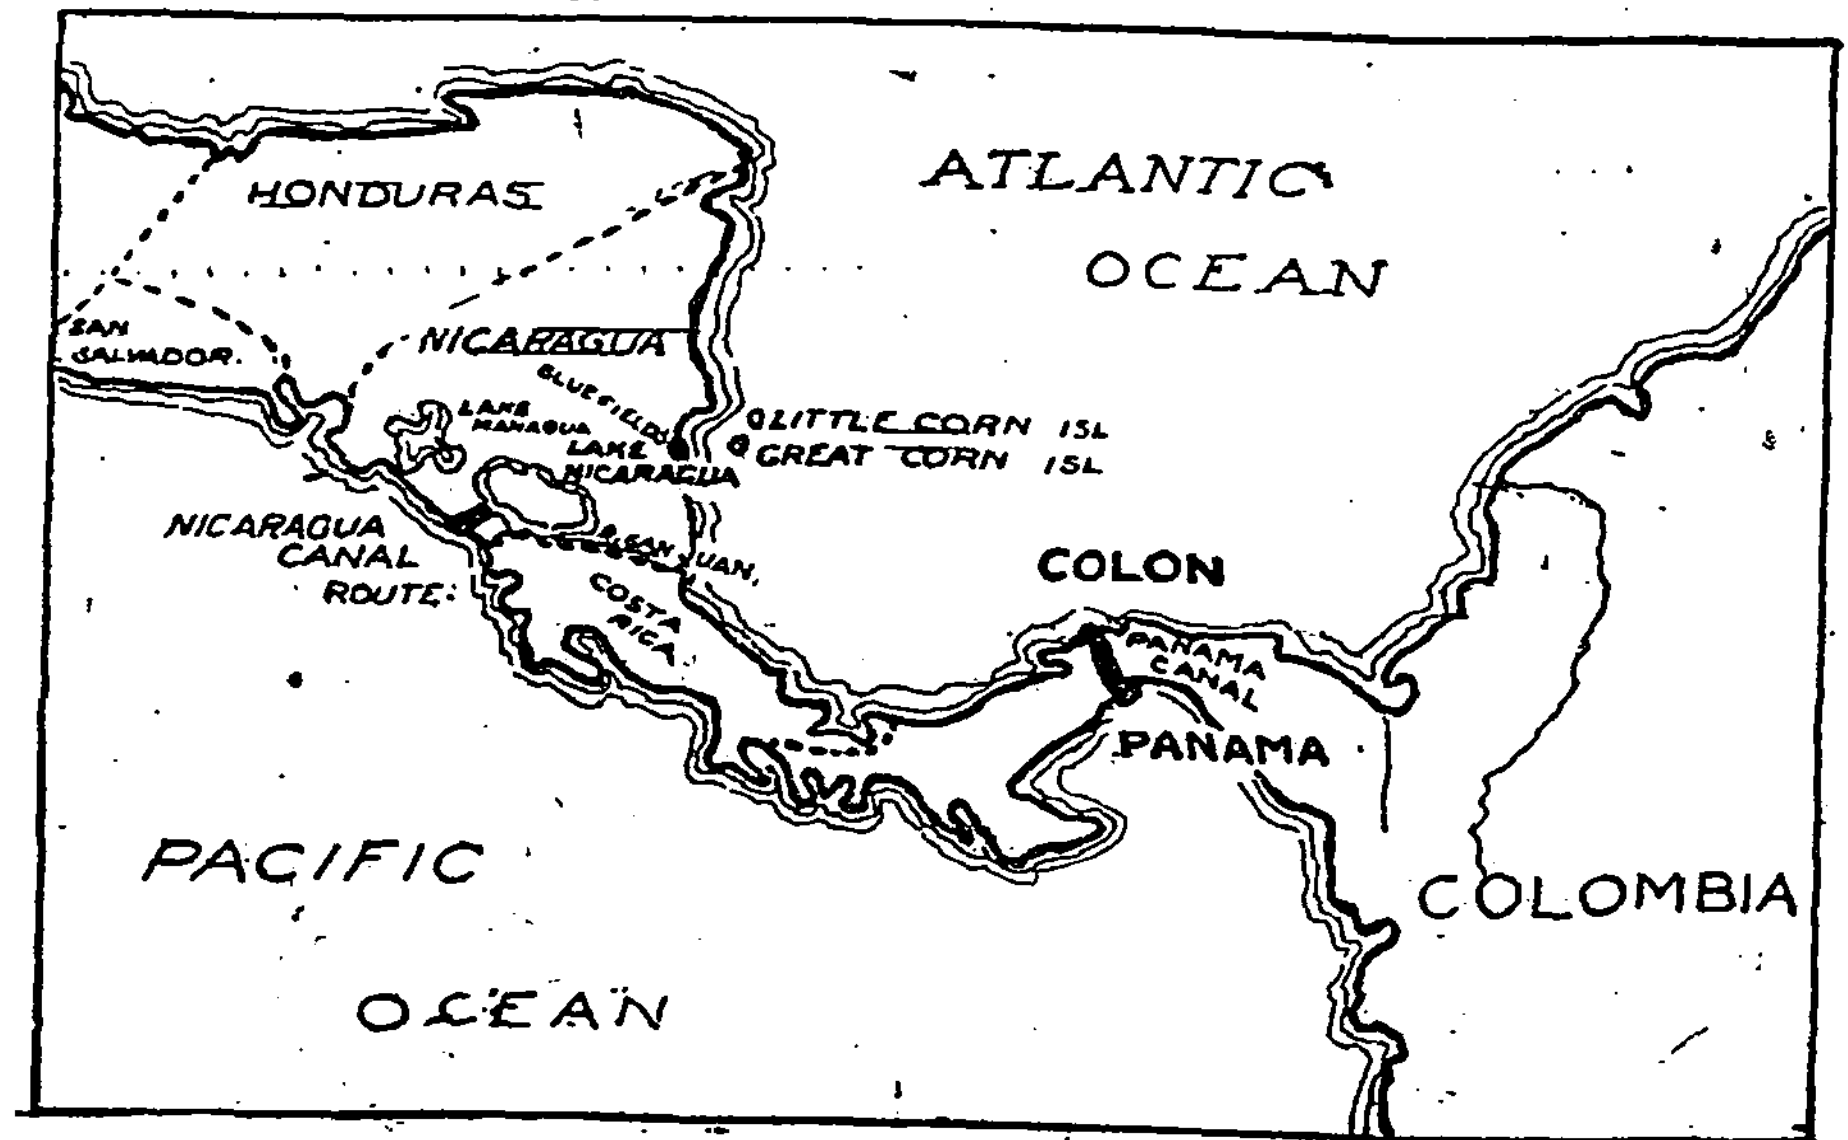 ATLANTIC
OCEAN
HONDURAS
SAN
SALVADOR.
NICARAGUA
BLUEFIELDS
LAKE
MANAGUA
LAKE
NICARAGUA
LITTLE CORN ISL
GREAT CORN ISL
NICARAGUA
CANAL
ROUTE:
R. SAN JUAN.
COSTA
RICA
COLON
PANAMA
CANAL
PANAMA
PACIFIC
OCEAN
COLOMBIA